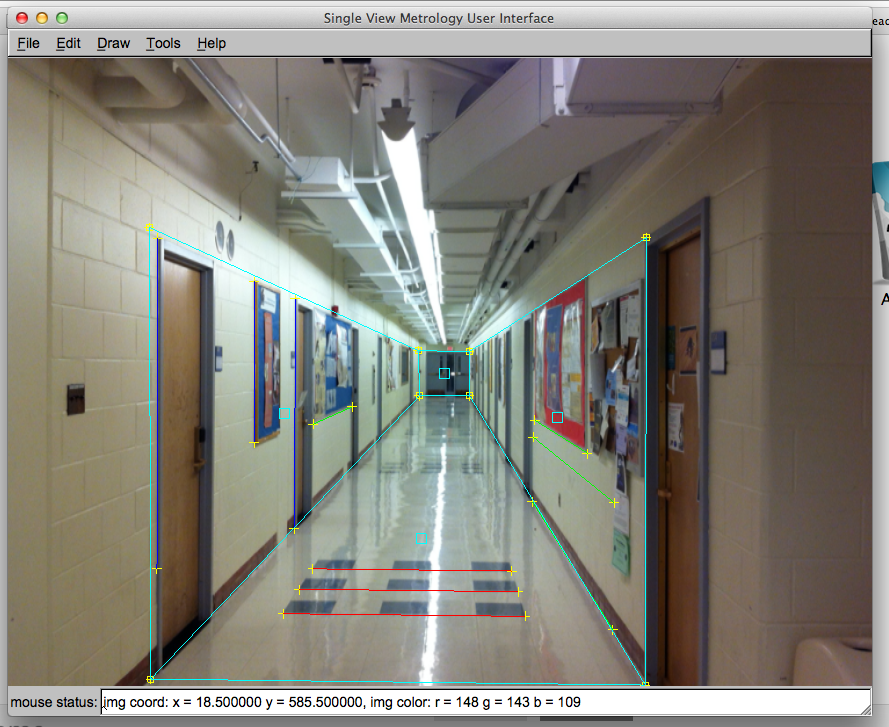 Single View Metrology User Interface
File Edit Draw Tools Help
eac
A
mouse status: img coord: x = 18.500000 y = 585.500000, img color: r = 148 g = 143 b = 109